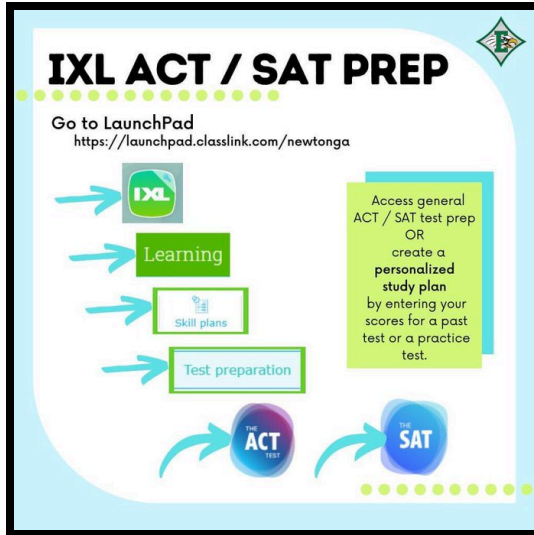 IXL ACT / SAT PREP
E
Go to LaunchPad
https://launchpad.classlink.com/newtonga
IXL
Learning
Skill plans
Test preparation
Access general
ACT / SAT test prep
OR
create a
personalized
study plan
by entering your
scores for a past
test or a practice
test.
THE
ACT
TEST
THE
SAT